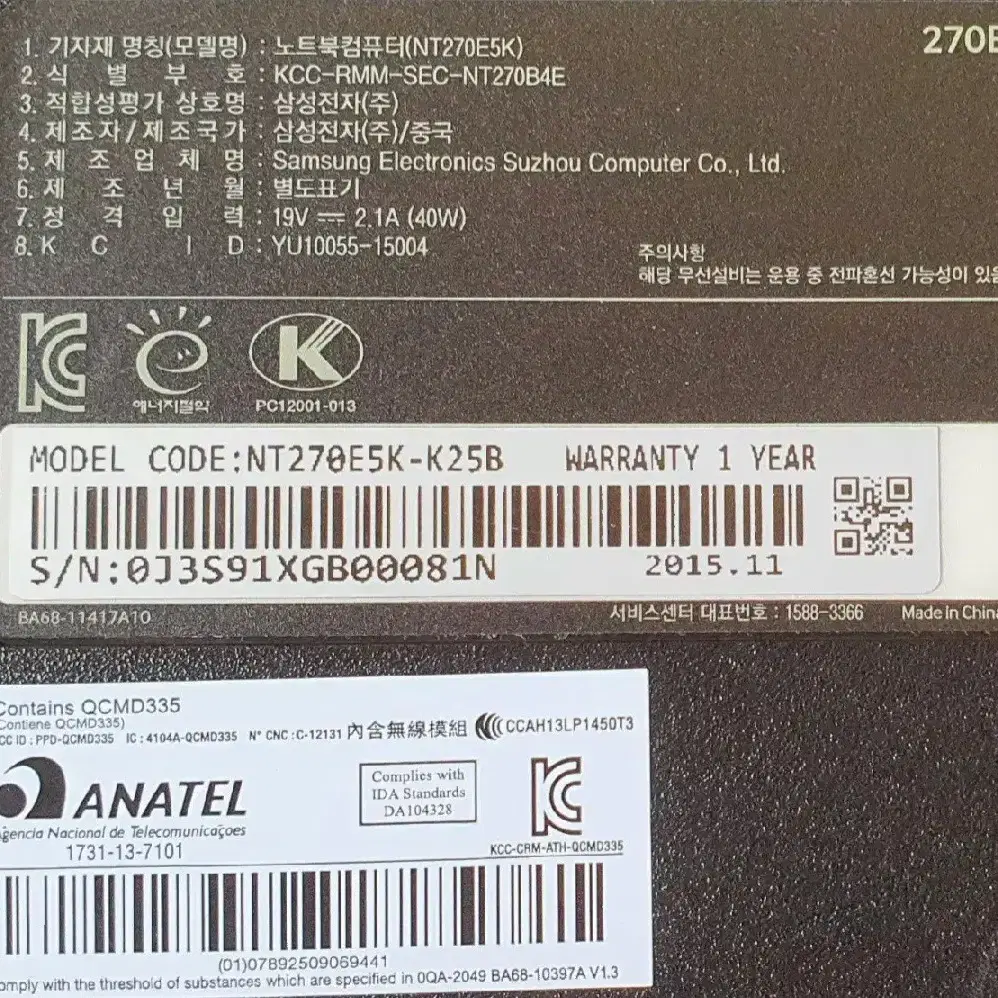 1. 기자재 명칭(모델명) : 노트북컴퓨터(NT270E5K)
270E
2. 식 별 부 호 : KCC-RMM-SEC-NT270B4E
3. 적합성평가 상호명 : 삼성전자(주)
4. 제조자/제조국가 : 삼성전자(주)/중국
5. 제 조 업 체 명 : Samsung Electronics Suzhou Computer Co., Ltd.
6. 제 조 년 월 : 별도표기
7. 정 격 입 력 : 19V ⎓ 2.1A (40W)
8. K C I D : YU10055-15004
주의사항
해당 무선설비는 운용 중 전파혼신 가능성이 있음
에너지절약
PC12001-013
MODEL CODE:NT270E5K-K25B WARRANTY 1 YEAR
S/N:0J3S91XGB00081N 2015.11
BA68-11417A10 서비스센터 대표번호 : 1588-3366 Made in China
Contains QCMD335
(Contiene QCMD335)
CC ID : PPD-QCMD335 IC : 4104A-QCMD335 N° CNC : C-12131 內含無線模組 CCAH13LP1450T3
ANATEL
Agência Nacional de Telecomunicações
1731-13-7101
Complies with
IDA Standards
DA104328
KCC-CRM-ATH-QCMD335
(01)07892509069441
omply with the threshold of substances which are specified in 0QA-2049 BA68-10397A V1.3